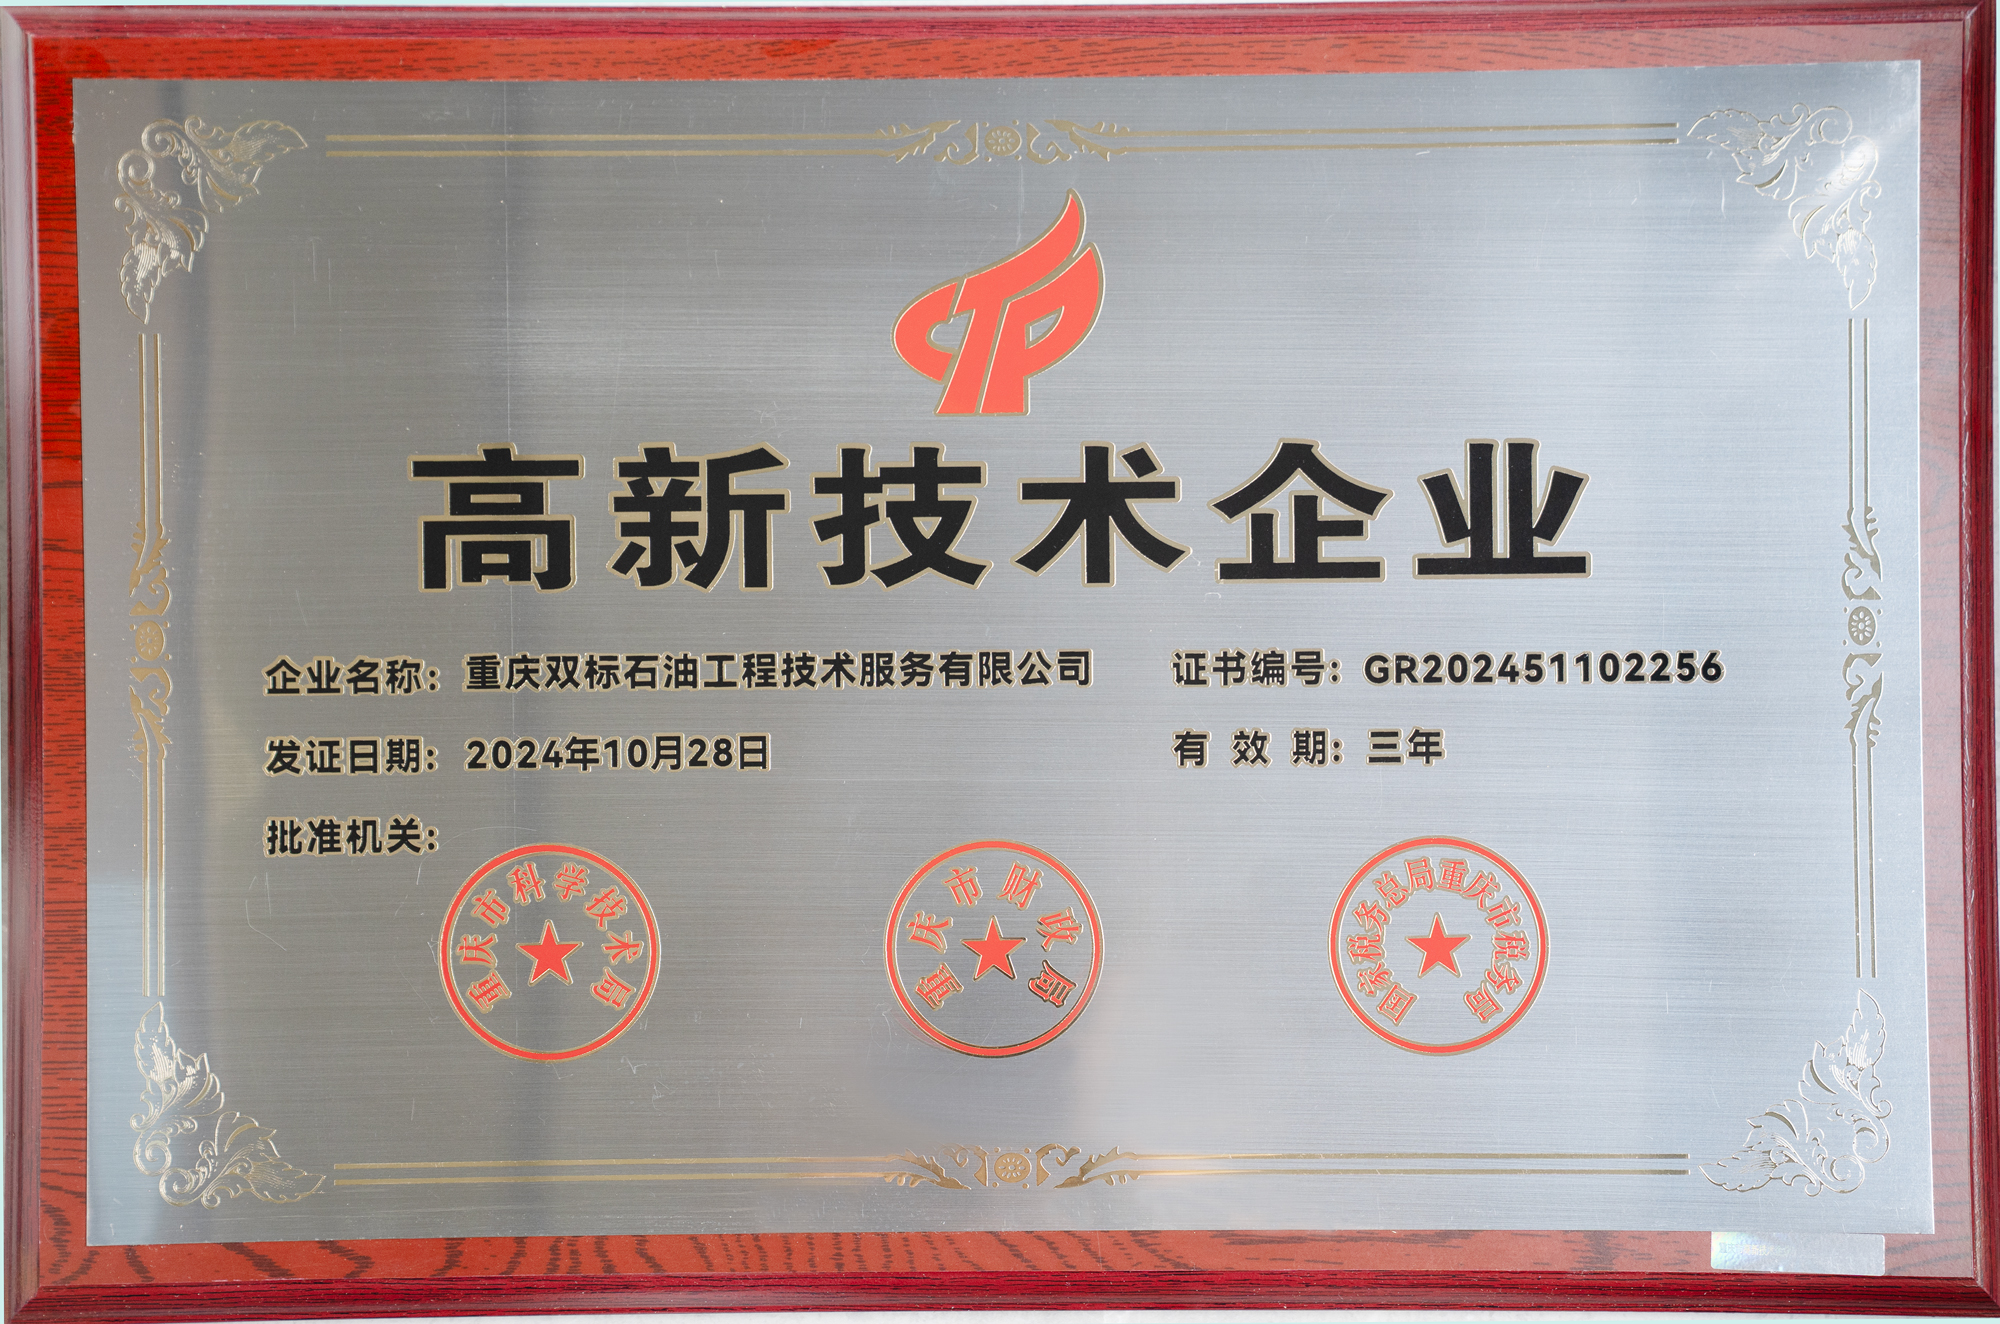 高新技术企业
企业名称：重庆双标石油工程技术服务有限公司
证书编号：GR202451102256
发证日期：2024年10月28日
有 效 期：三年
批准机关：
重庆市科学技术局
重庆市财政局
国家税务总局重庆市税务局